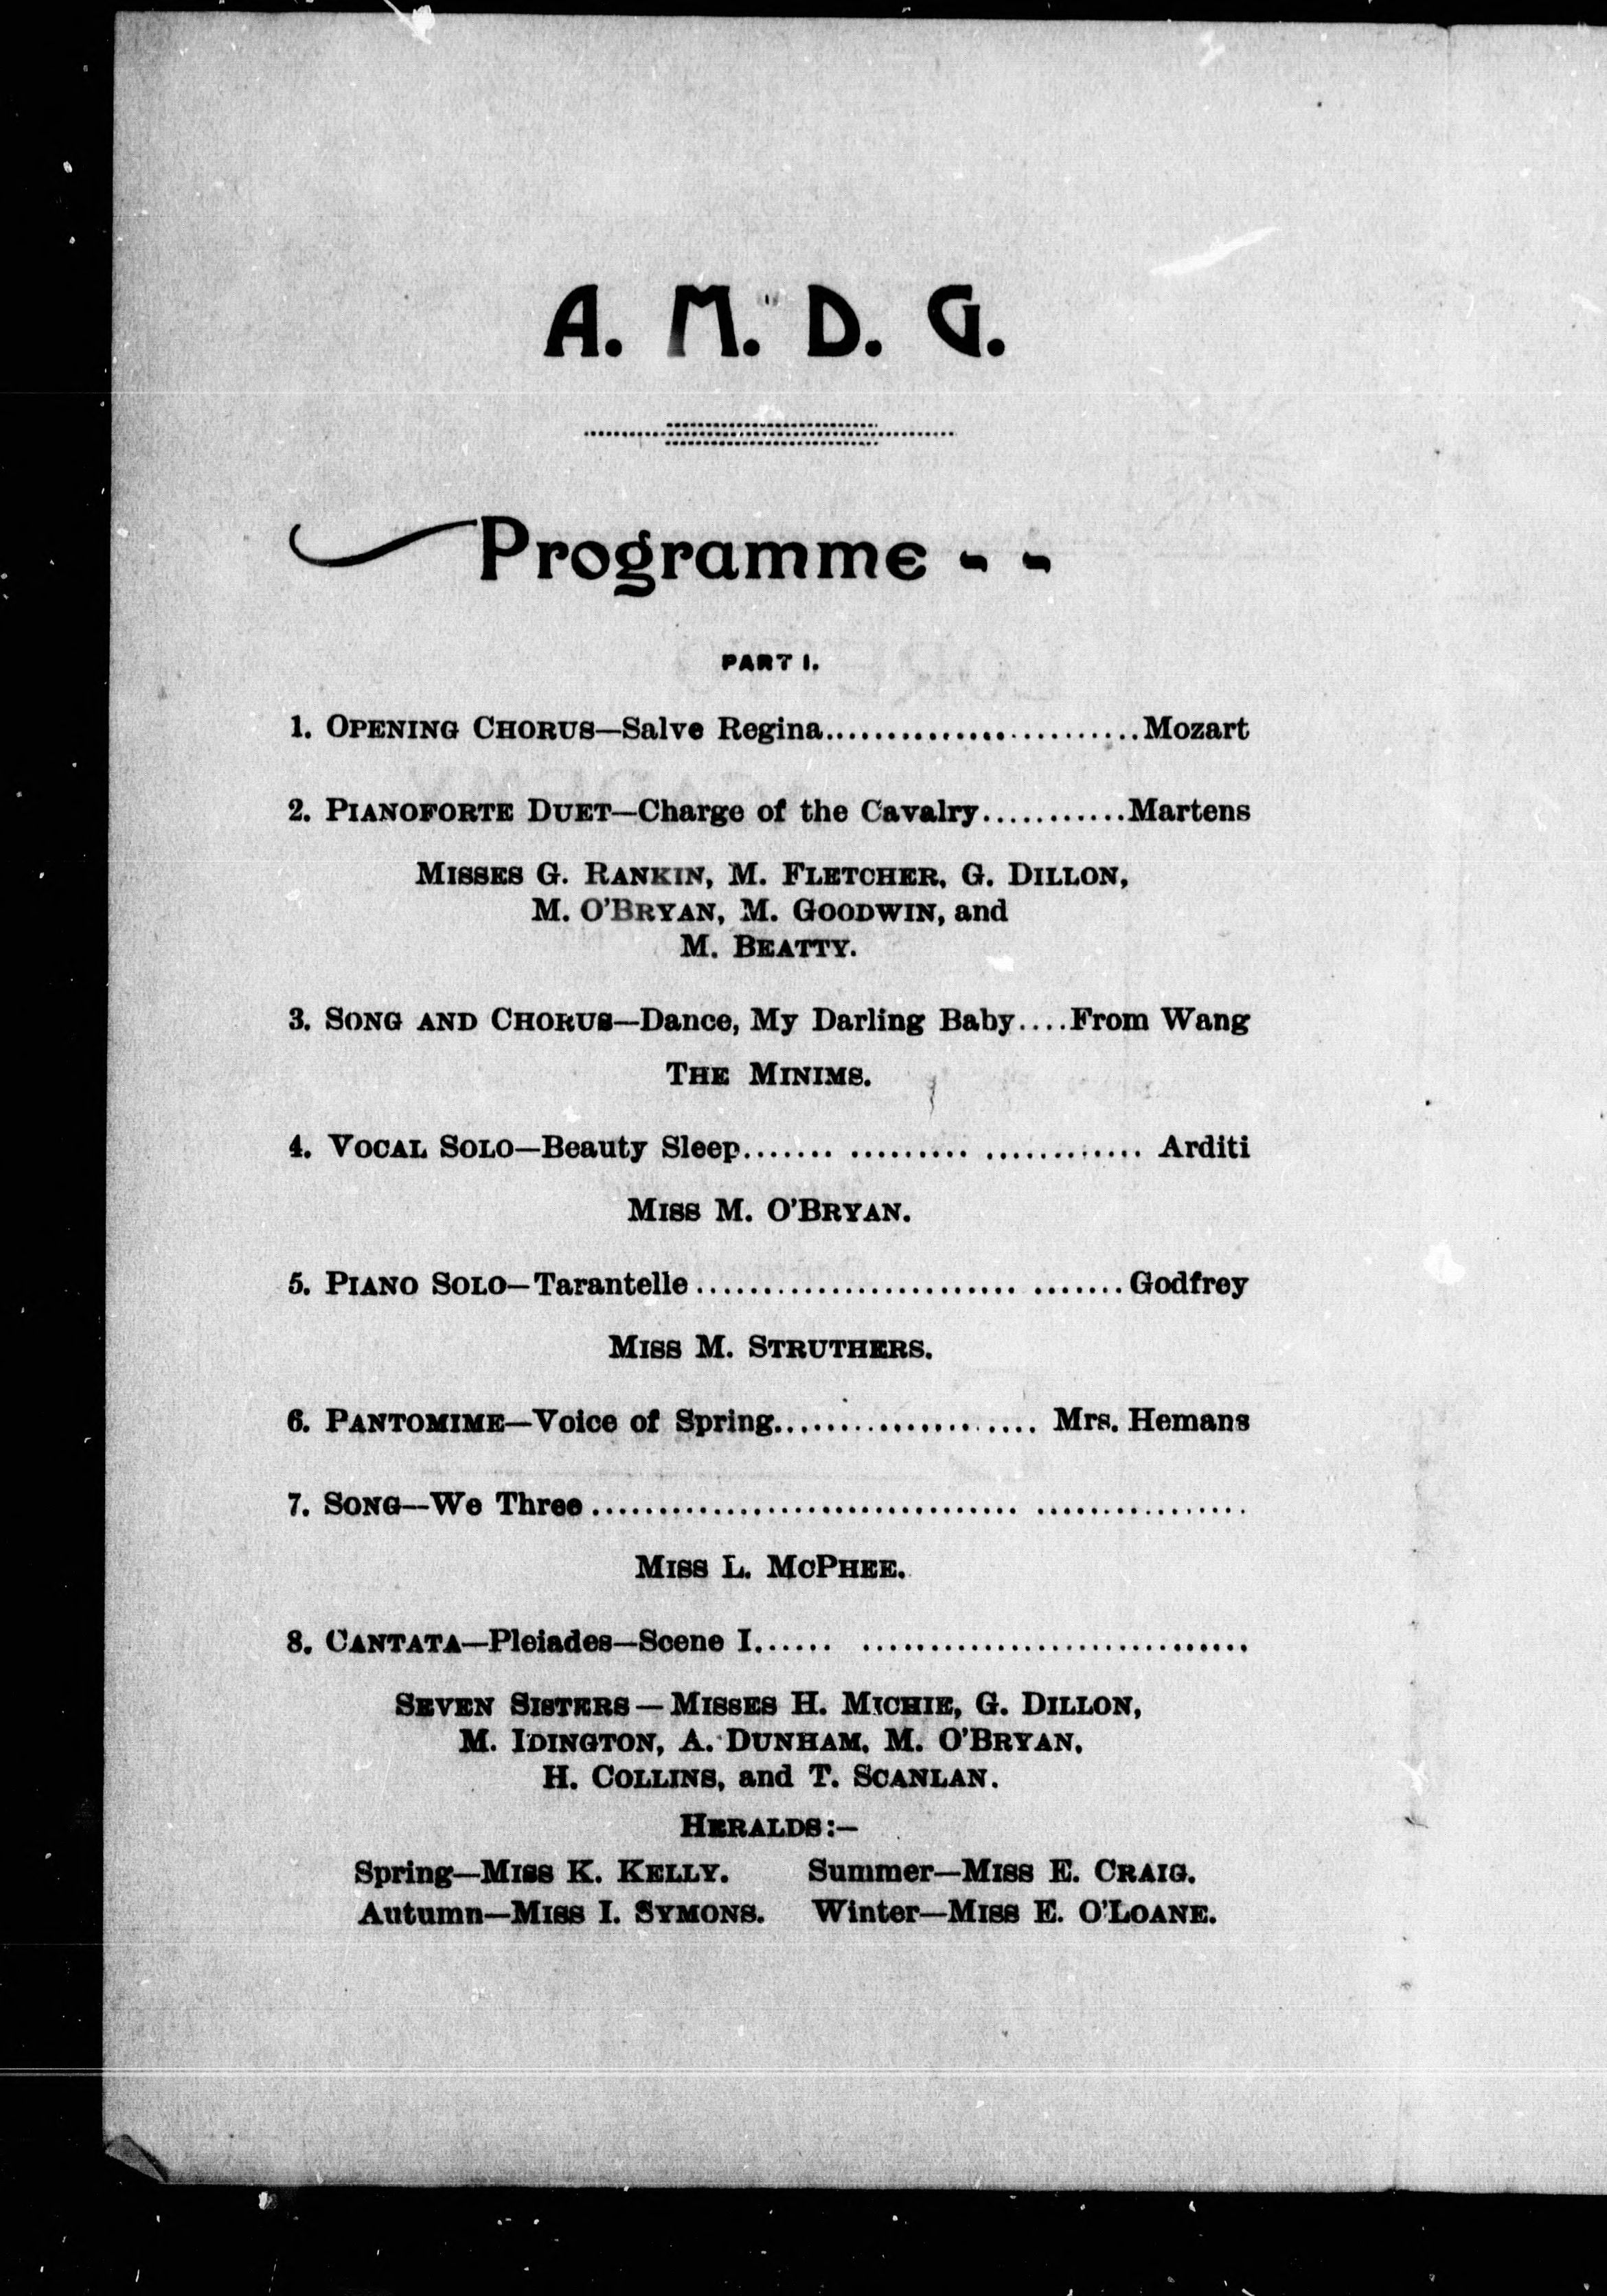 A. M. D. G.
Programme - -
PART I.
1. OPENING CHORUS—Salve Regina..........................Mozart
2. PIANOFORTE DUET—Charge of the Cavalry...........Martens
MISSES G. RANKIN, M. FLETCHER, G. DILLON,
M. O'BRYAN, M. GOODWIN, and
M. BEATTY.
3. SONG AND CHORUS—Dance, My Darling Baby....From Wang
THE MINIMS.
4. VOCAL SOLO—Beauty Sleep....... ......... ............ Arditi
MISS M. O'BRYAN.
5. PIANO SOLO—Tarantelle........................ .......Godfrey
MISS M. STRUTHERS.
6. PANTOMIME—Voice of Spring.................... Mrs. Hemans
7. SONG—We Three................................ ................
MISS L. MCPHEE.
8. CANTATA—Pleiades—Scene I...... .............................
SEVEN SISTERS—MISSES H. MICHIE, G. DILLON,
M. IDINGTON, A. DUNHAM, M. O'BRYAN,
H. COLLINS, and T. SCANLAN.
HERALDS:—
Spring—MISS K. KELLY. Summer—MISS E. CRAIG.
Autumn—MISS I. SYMONS. Winter—MISS E. O'LOANE.